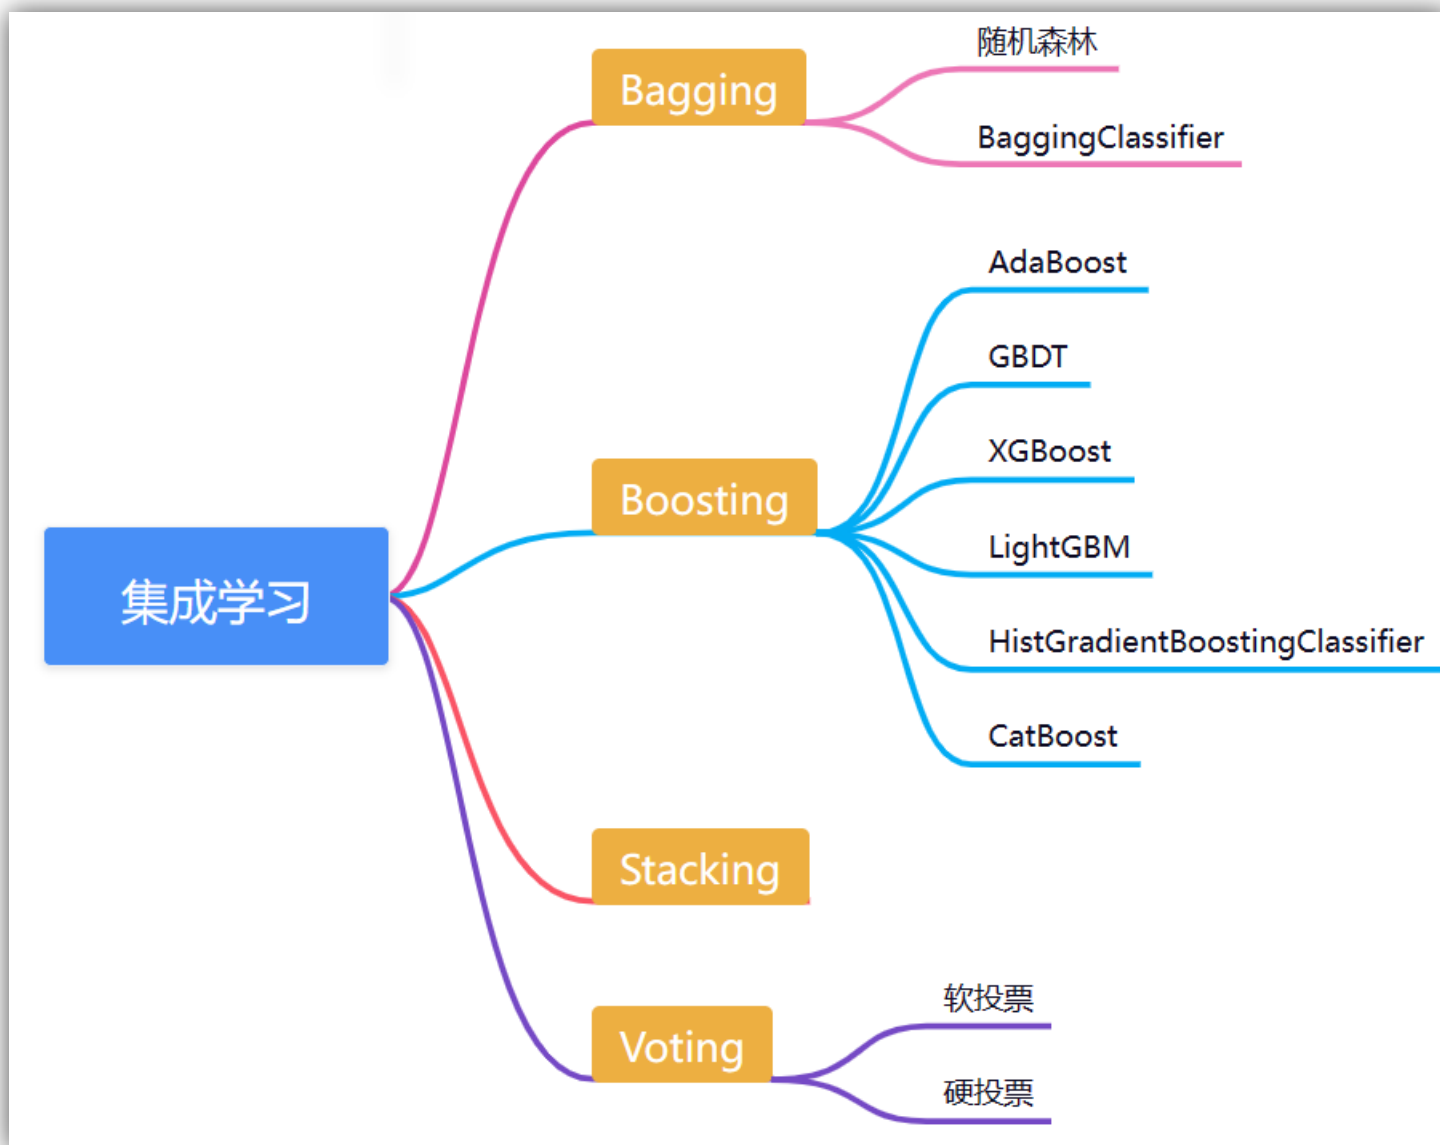 集成学习
Bagging
随机森林
BaggingClassifier
Boosting
AdaBoost
GBDT
XGBoost
LightGBM
HistGradientBoostingClassifier
CatBoost
Stacking
Voting
软投票
硬投票